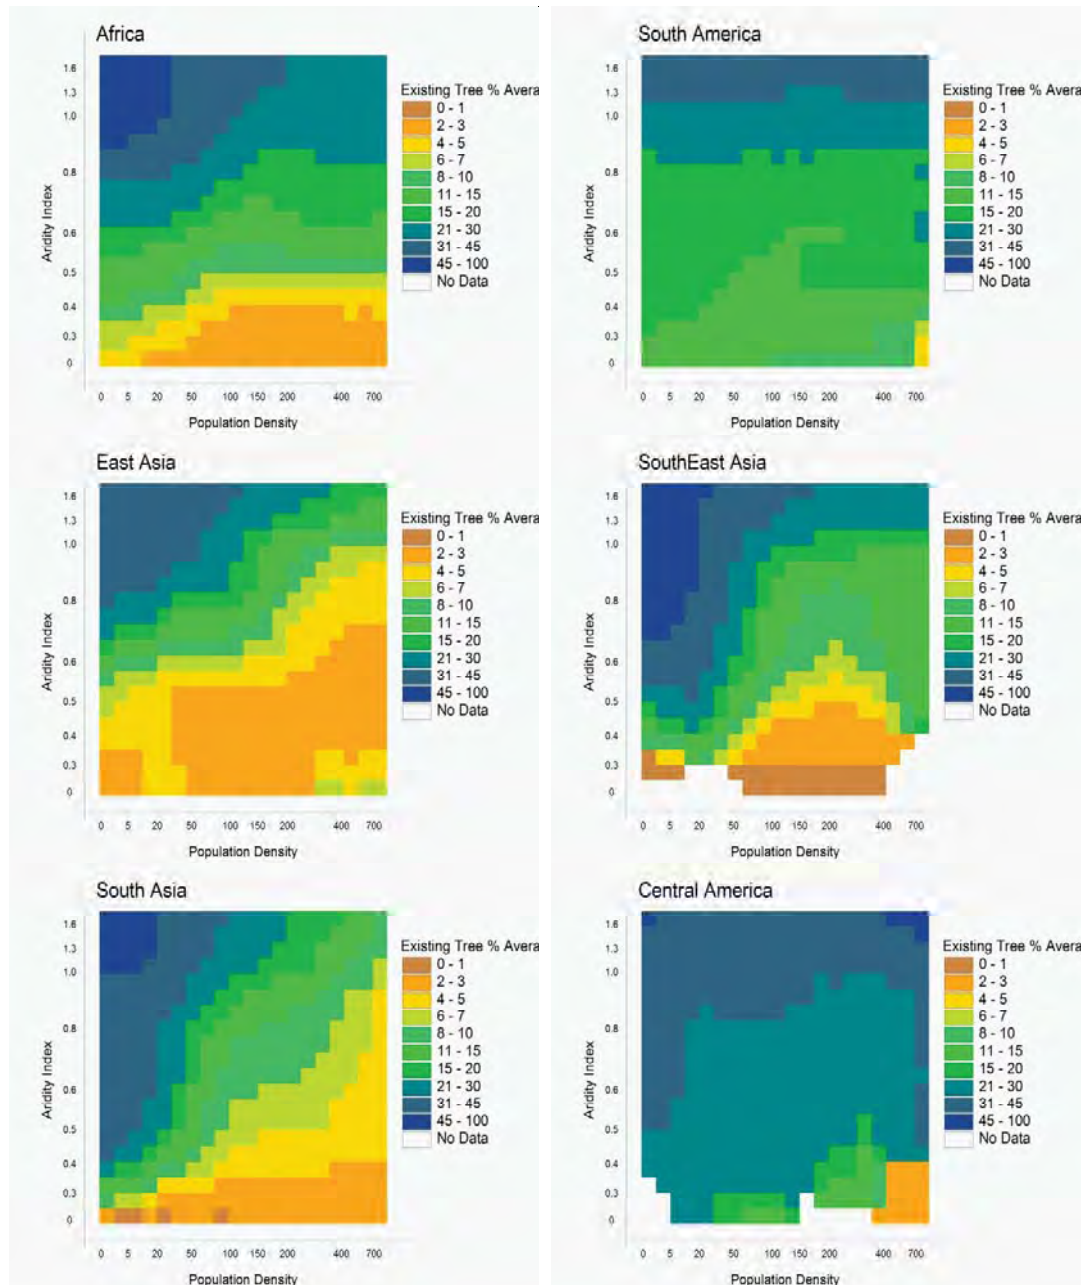 Africa
Existing Tree % Avera
0 - 1
2 - 3
4 - 5
6 - 7
8 - 10
11 - 15
15 - 20
21 - 30
31 - 45
45 - 100
No Data
Aridity Index
1.6
1.3
1.0
0.8
0.6
0.5
0.4
0.3
0
0 5 20 50 100 150 200 400 700
Population Density
South America
Existing Tree % Avera
0 - 1
2 - 3
4 - 5
6 - 7
8 - 10
11 - 15
15 - 20
21 - 30
31 - 45
45 - 100
No Data
Aridity Index
1.6
1.3
1.0
0.8
0.6
0.5
0.4
0.3
0
0 5 20 50 100 150 200 400 700
Population Density
East Asia
Existing Tree % Avera
0 - 1
2 - 3
4 - 5
6 - 7
8 - 10
11 - 15
15 - 20
21 - 30
31 - 45
45 - 100
No Data
Aridity Index
1.6
1.3
1.0
0.8
0.6
0.5
0.4
0.3
0
0 5 20 50 100 150 200 400 700
Population Density
SouthEast Asia
Existing Tree % Avera
0 - 1
2 - 3
4 - 5
6 - 7
8 - 10
11 - 15
15 - 20
21 - 30
31 - 45
45 - 100
No Data
Aridity Index
1.6
1.3
1.0
0.8
0.6
0.5
0.4
0.3
0
0 5 20 50 100 150 200 400 700
Population Density
South Asia
Existing Tree % Avera
0 - 1
2 - 3
4 - 5
6 - 7
8 - 10
11 - 15
15 - 20
21 - 30
31 - 45
45 - 100
No Data
Aridity Index
1.6
1.3
1.0
0.8
0.6
0.5
0.4
0.3
0
0 5 20 50 100 150 200 400 700
Population Density
Central America
Existing Tree % Avera
0 - 1
2 - 3
4 - 5
6 - 7
8 - 10
11 - 15
15 - 20
21 - 30
31 - 45
45 - 100
No Data
Aridity Index
1.6
1.3
1.0
0.8
0.6
0.5
0.4
0.3
0
0 5 20 50 100 150 200 400 700
Population Density